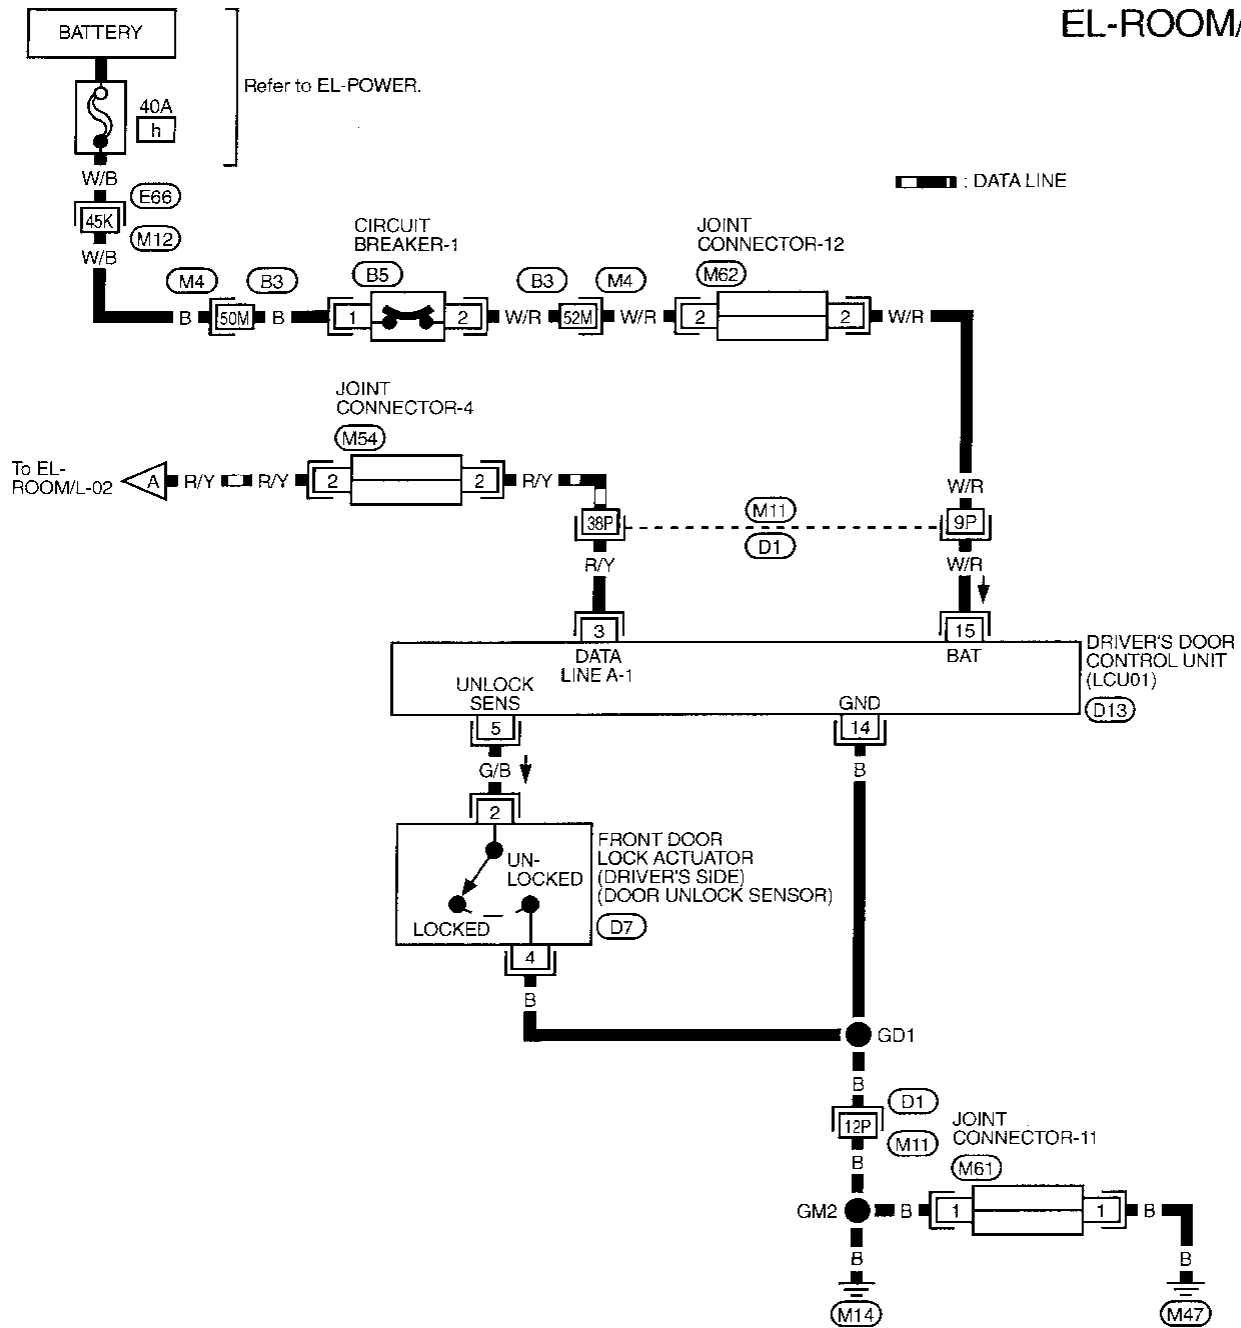 EL-ROOM/
BATTERY
Refer to EL-POWER.
40A
h
W/B
E66
45K
M12
W/B
: DATA LINE
CIRCUIT
BREAKER-1
JOINT
CONNECTOR-12
M4
B3
B5
B3
M4
M62
B
50M
B
1
2
W/R
52M
W/R
2
2
W/R
JOINT
CONNECTOR-4
M54
To EL-
ROOM/L-02
A
R/Y
R/Y
2
2
R/Y
W/R
38P
M11
D1
9P
R/Y
W/R
3
15
DATA
LINE A-1
BAT
DRIVER'S DOOR
CONTROL UNIT
(LCU01)
D13
UNLOCK
SENS
GND
5
14
G/B
B
2
UN-
LOCKED
LOCKED
FRONT DOOR
LOCK ACTUATOR
(DRIVER'S SIDE)
(DOOR UNLOCK SENSOR)
D7
4
B
GD1
B
D1
12P
M11
JOINT
CONNECTOR-11
B
M61
GM2
B
1
1
B
B
B
M14
M47